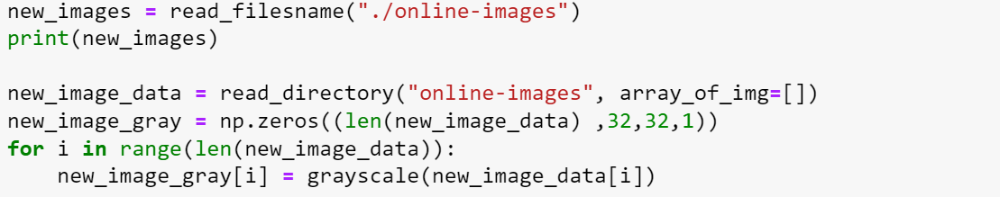 new_images = read_filesname("./online-images")
print(new_images)

new_image_data = read_directory("online-images", array_of_img=[])
new_image_gray = np.zeros((len(new_image_data) ,32,32,1))
for i in range(len(new_image_data)):
    new_image_gray[i] = grayscale(new_image_data[i])